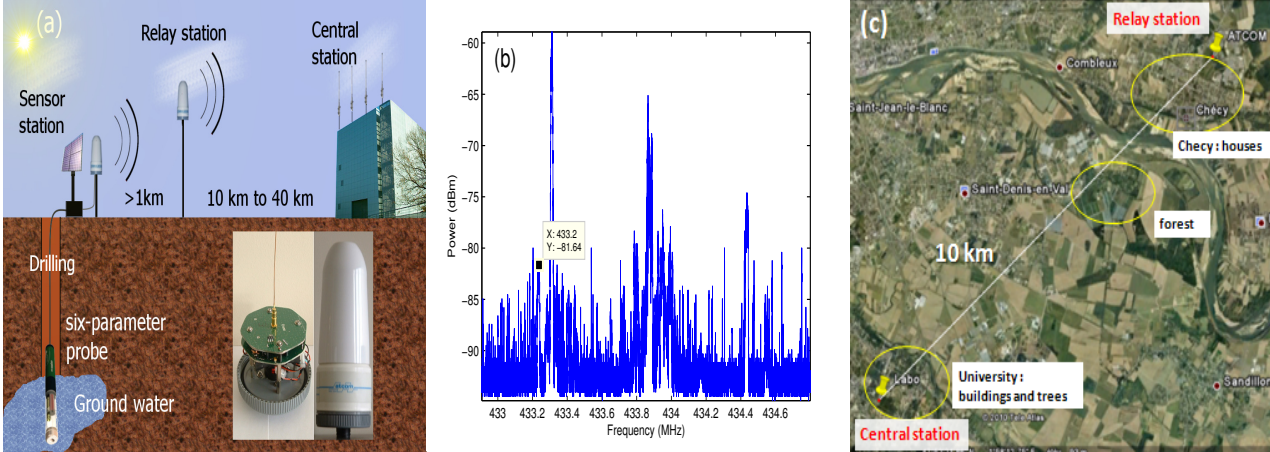 (a)
Relay station
Central
station
Sensor
station
>1km
10 km to 40 km
Drilling
six-parameter
probe
Ground water
(b)
−60
−65
−70
−75
−80
−85
−90
Power (dBm)
X: 433.2
Y: −81.64
433
433.2
433.4
433.6
433.8
434
434.2
434.4
434.6
Frequency (MHz)
(c)
Relay station
ATCOM
Combleux
Saint-Jean-le-Blanc
Chécy
Checy : houses
Saint-Denis-en-Val
forest
10 km
Labo
University :
buildings and trees
Sandillon
Central station